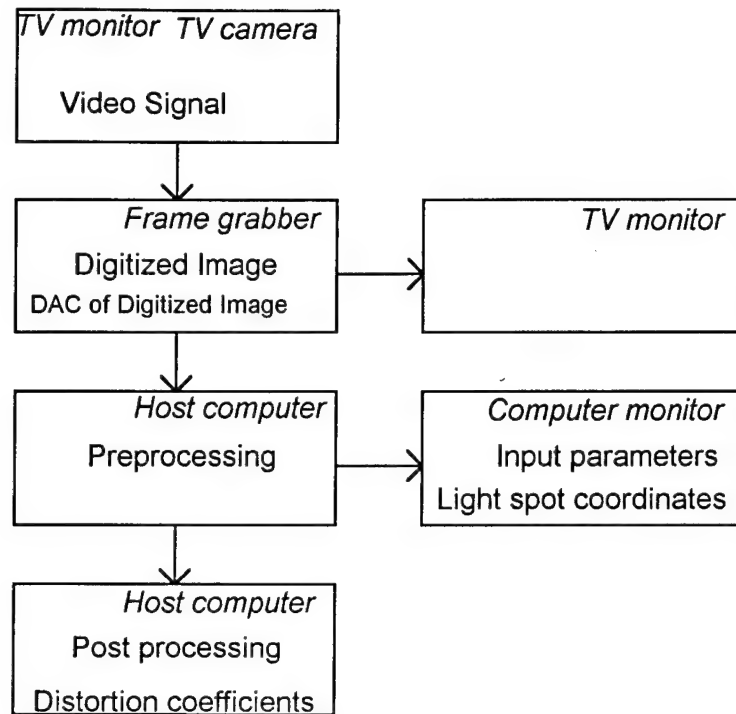 TV monitor TV camera
Video Signal
Frame grabber
Digitized Image
DAC of Digitized Image
TV monitor
Host computer
Preprocessing
Computer monitor
Input parameters
Light spot coordinates
Host computer
Post processing
Distortion coefficients